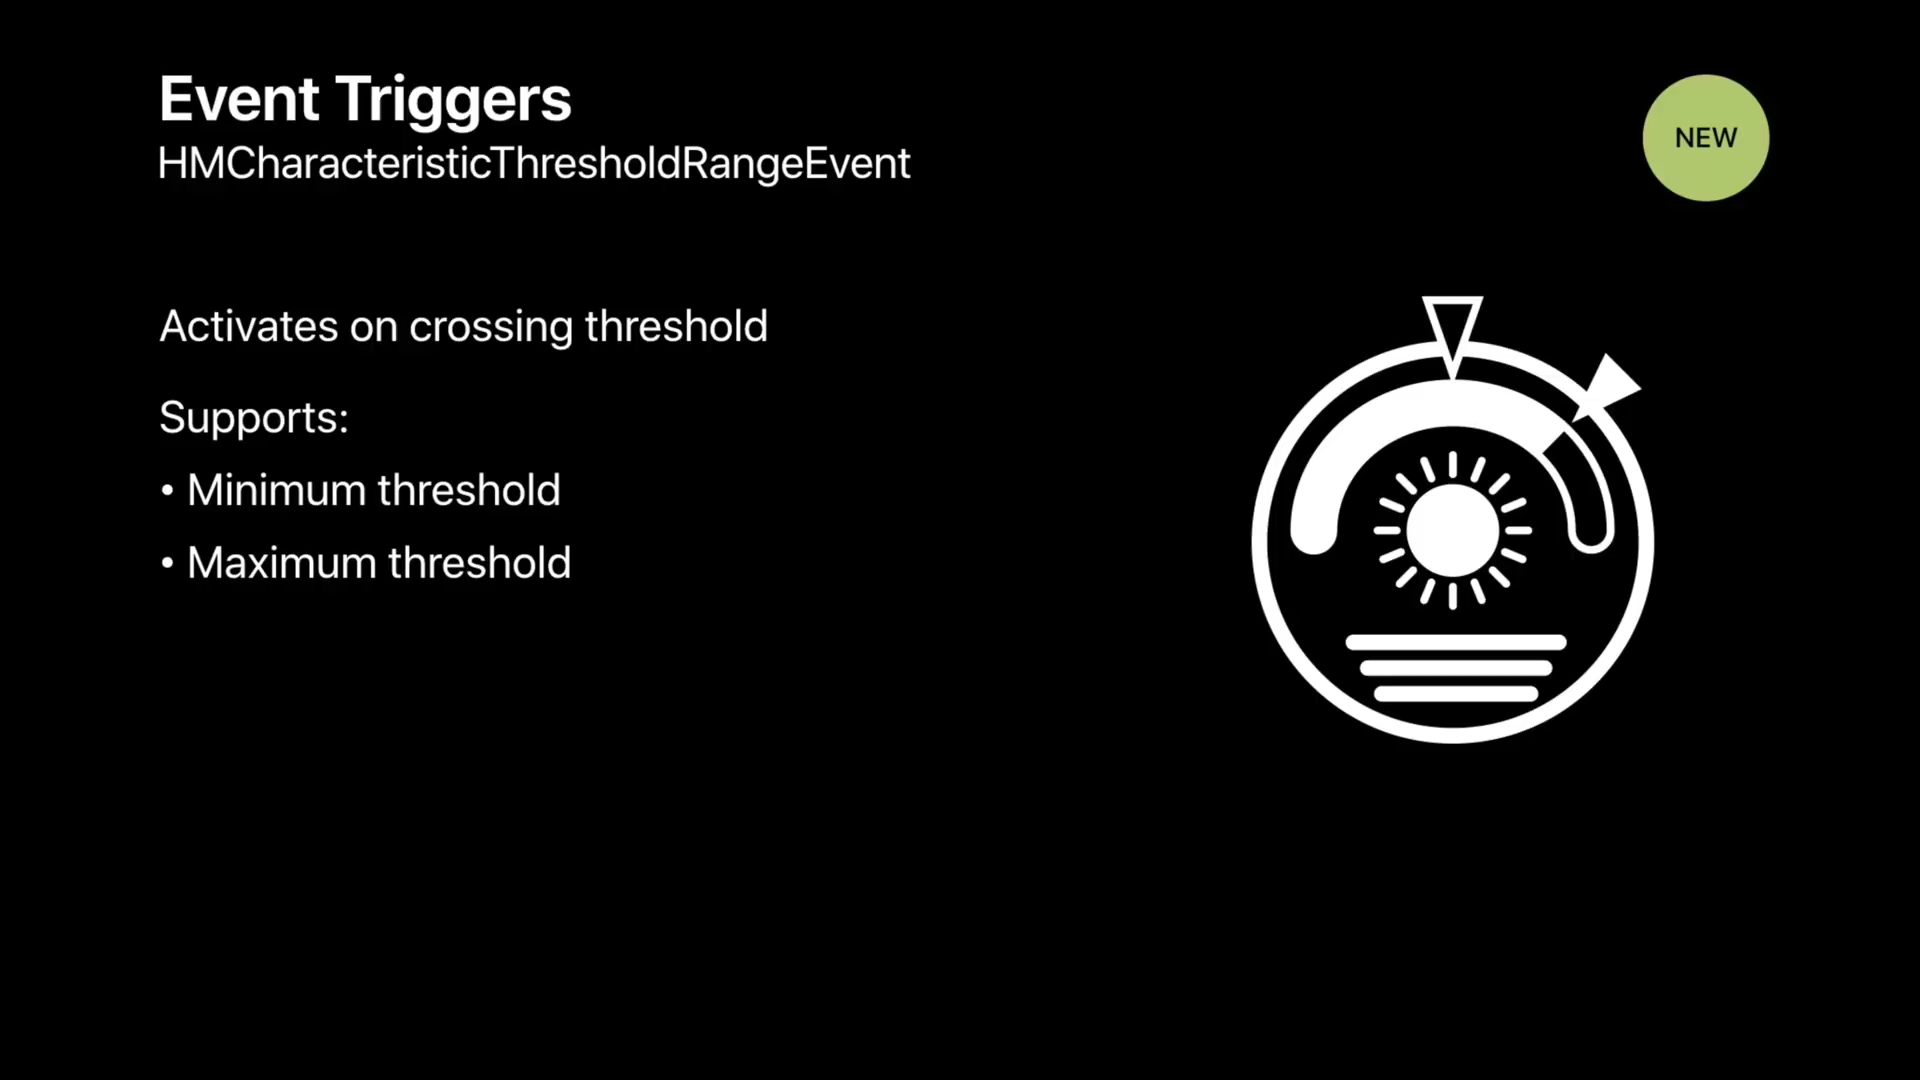 Event Triggers
HMCharacteristicThresholdRangeEvent
NEW
Activates on crossing threshold
Supports:
• Minimum threshold
• Maximum threshold